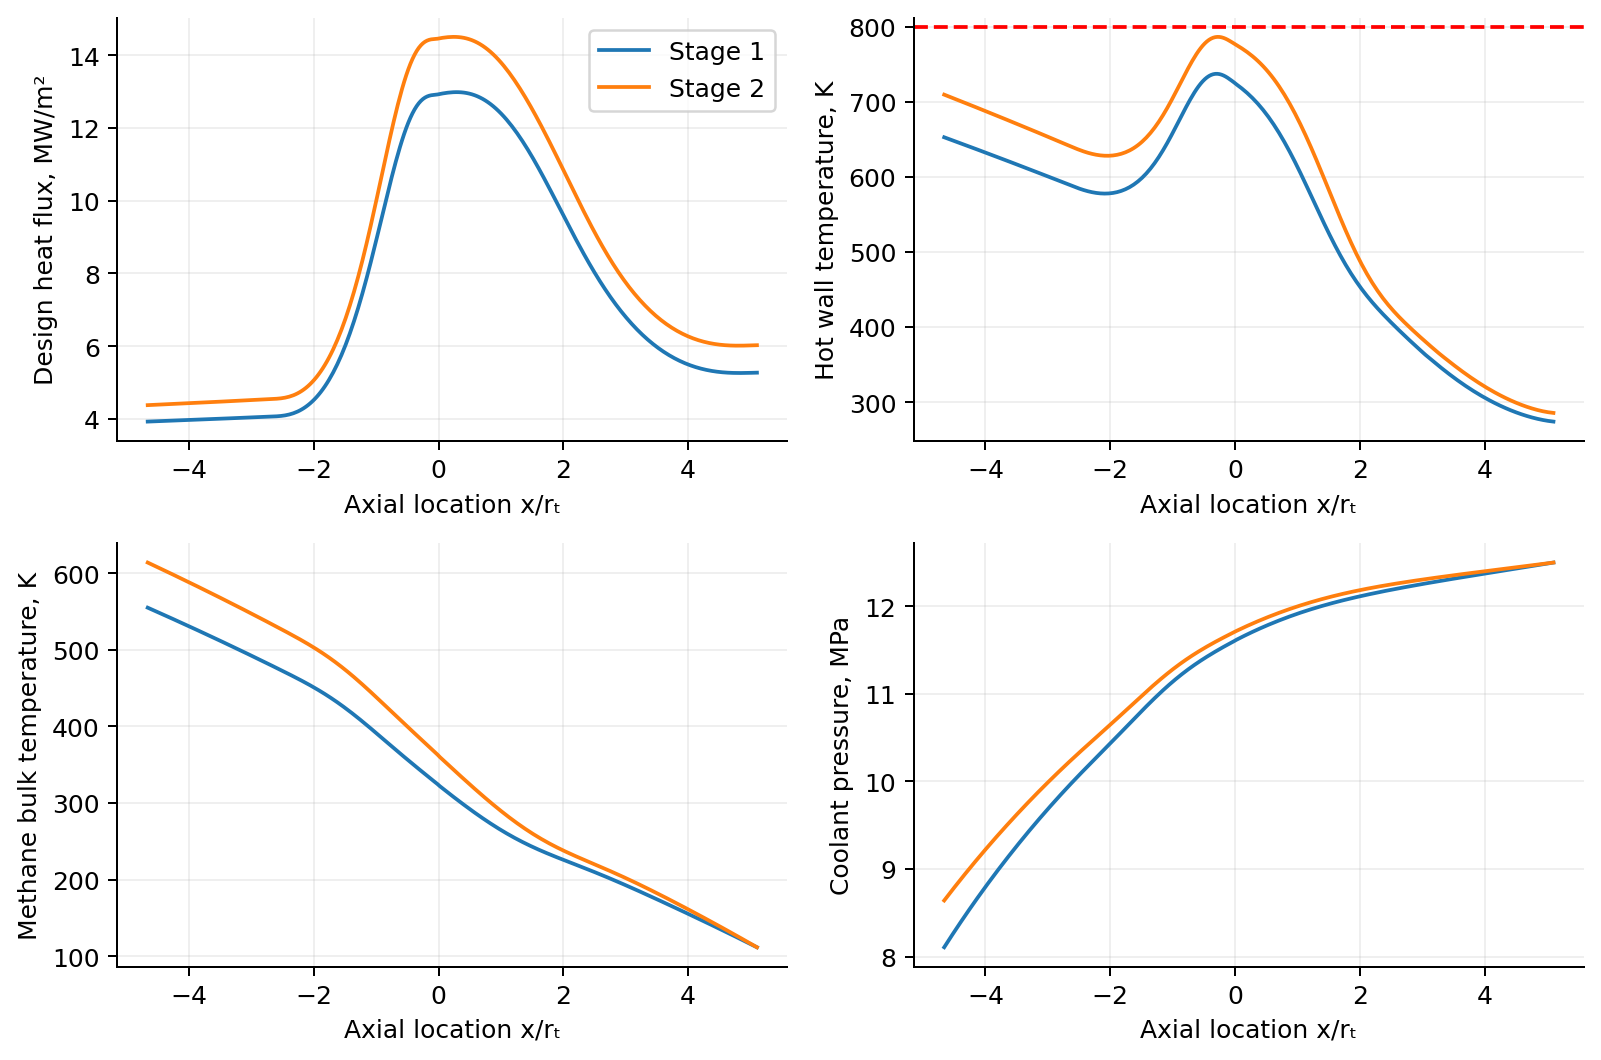 Design heat flux, MW/m²
14
12
10
8
6
4
Stage 1
Stage 2
−4 −2 0 2 4
Axial location x/rₜ
Hot wall temperature, K
800
700
600
500
400
300
−4 −2 0 2 4
Axial location x/rₜ
Methane bulk temperature, K
600
500
400
300
200
100
−4 −2 0 2 4
Axial location x/rₜ
Coolant pressure, MPa
12
11
10
9
8
−4 −2 0 2 4
Axial location x/rₜ